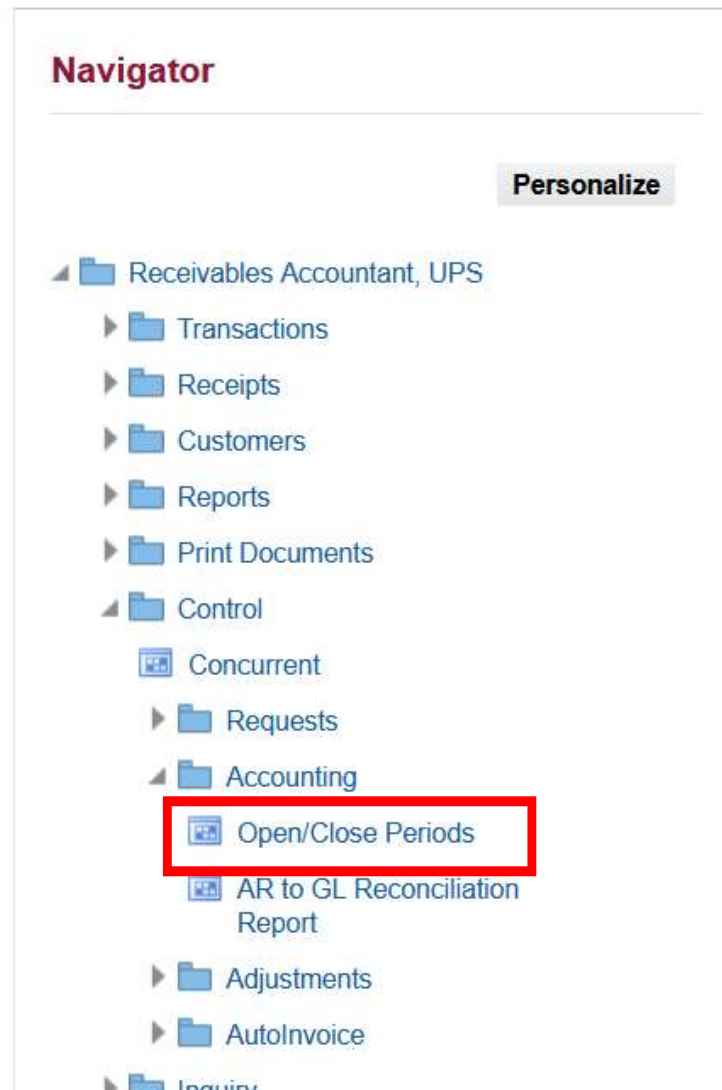 Navigator
Personalize
Receivables Accountant, UPS
Transactions
Receipts
Customers
Reports
Print Documents
Control
Concurrent
Requests
Accounting
Open/Close Periods
AR to GL Reconciliation
Report
Adjustments
AutoInvoice
Inquiry